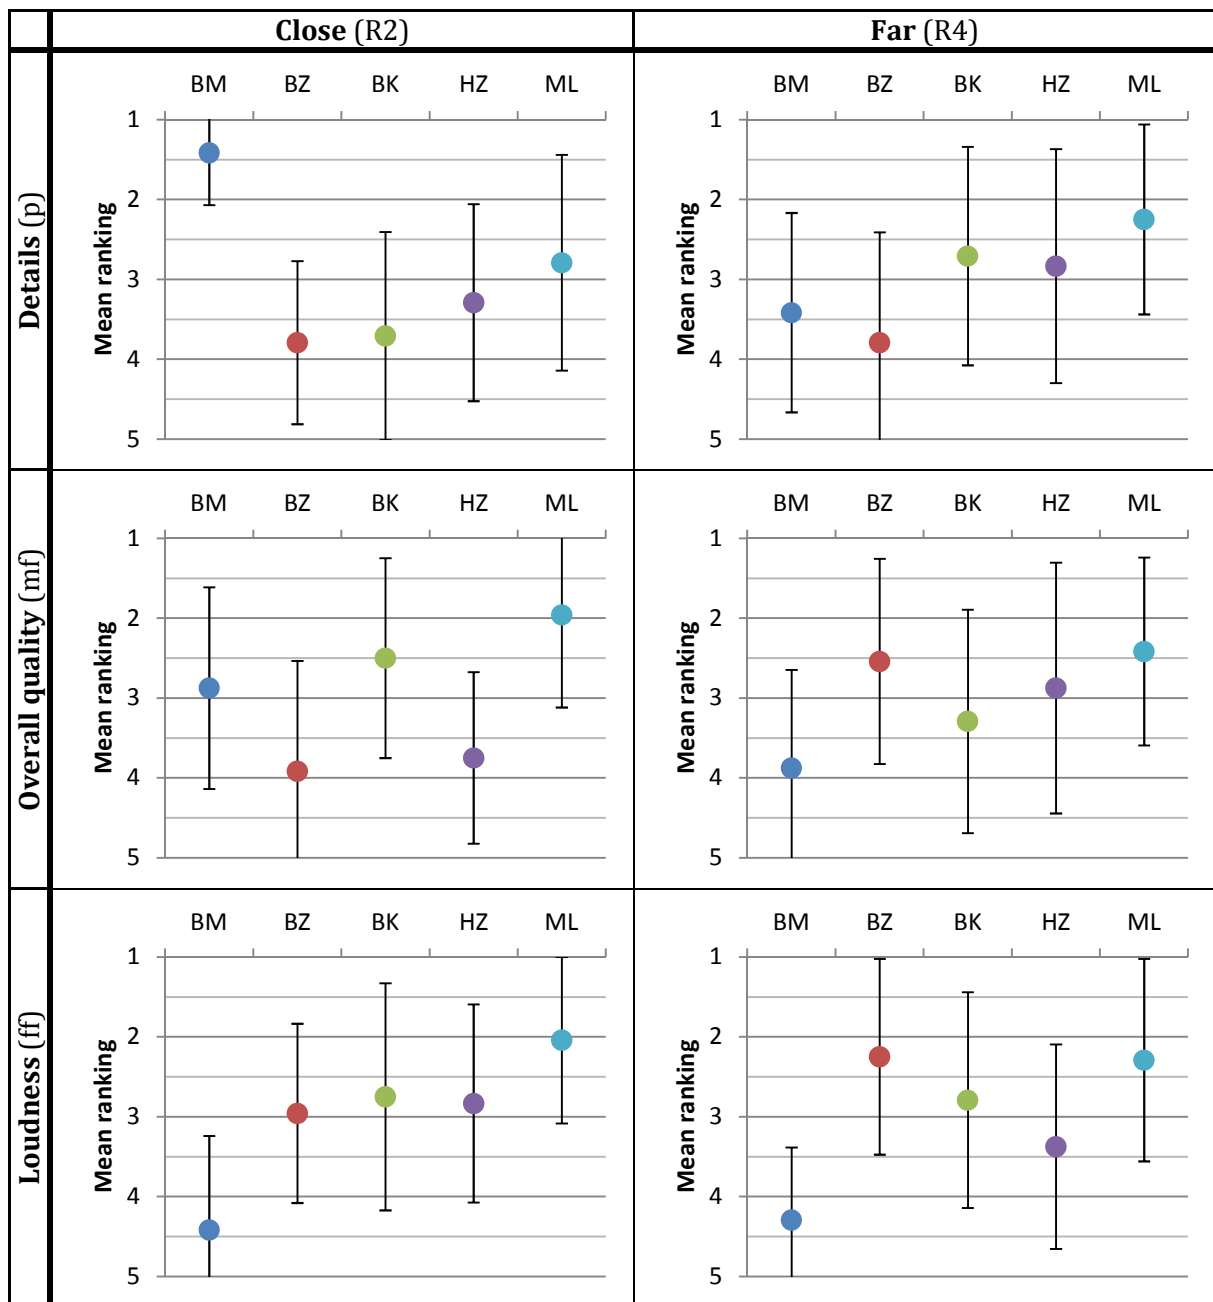 Close (R2)
Far (R4)
Details (p)
Mean ranking
BM BZ BK HZ ML
1
2
3
4
5
Mean ranking
BM BZ BK HZ ML
1
2
3
4
5
Overall quality (mf)
Mean ranking
BM BZ BK HZ ML
1
2
3
4
5
Mean ranking
BM BZ BK HZ ML
1
2
3
4
5
Loudness (ff)
Mean ranking
BM BZ BK HZ ML
1
2
3
4
5
Mean ranking
BM BZ BK HZ ML
1
2
3
4
5